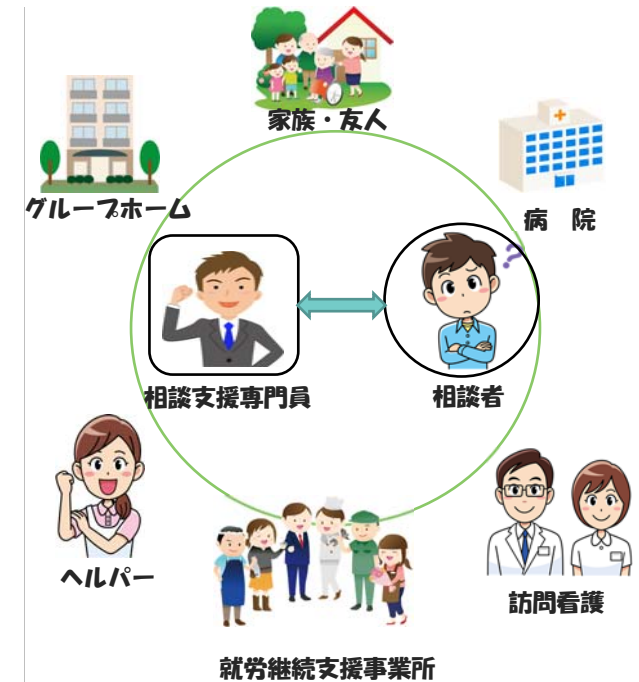 家族・友人
グループホーム
病　院
?
相談支援専門員
相談者
ヘルパー
訪問看護
就労継続支援事業所